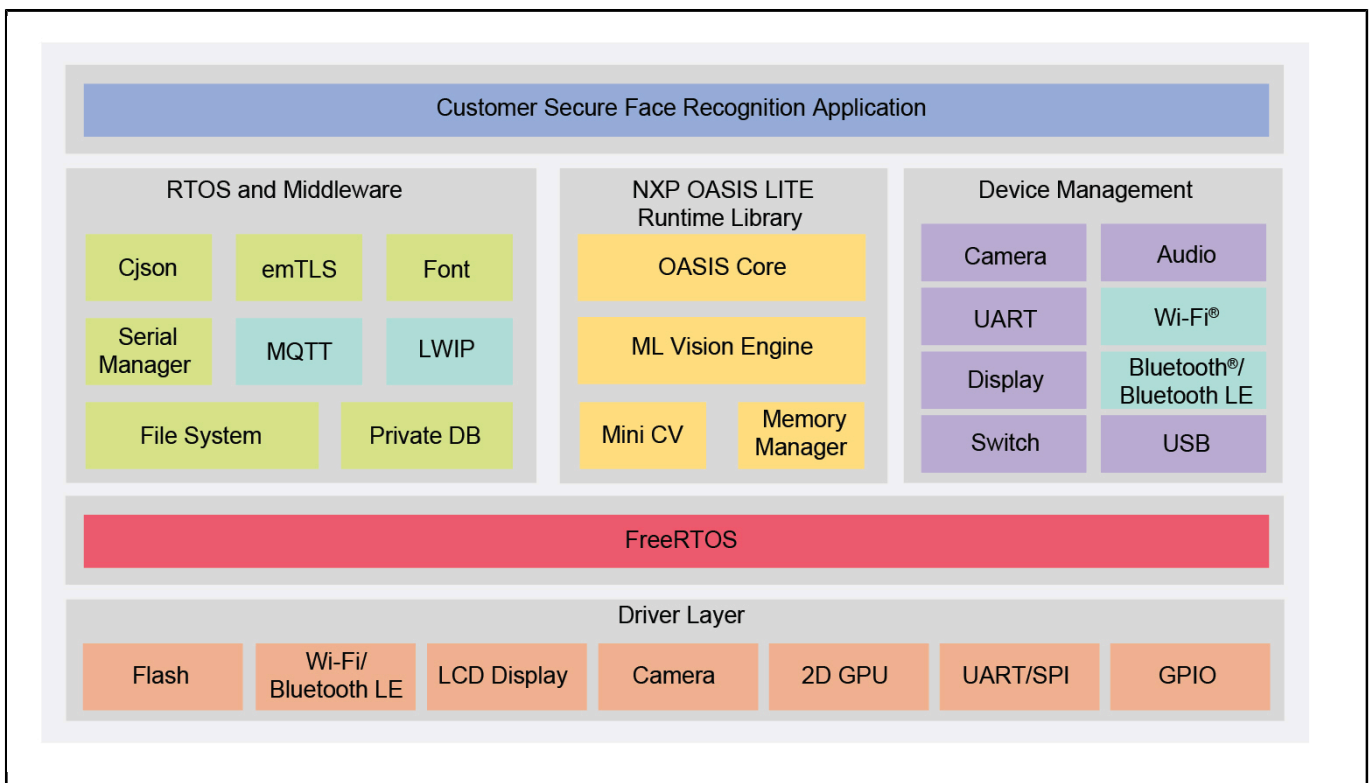 Customer Secure Face Recognition Application
RTOS and Middleware
Cjson
emTLS
Font
Serial
Manager
MQTT
LWIP
File System
Private DB
NXP OASIS LITE
Runtime Library
OASIS Core
ML Vision Engine
Mini CV
Memory
Manager
Device Management
Camera
Audio
UART
Wi-Fi®
Display
Bluetooth®/
Bluetooth LE
Switch
USB
FreeRTOS
Driver Layer
Flash
Wi-Fi/
Bluetooth LE
LCD Display
Camera
2D GPU
UART/SPI
GPIO